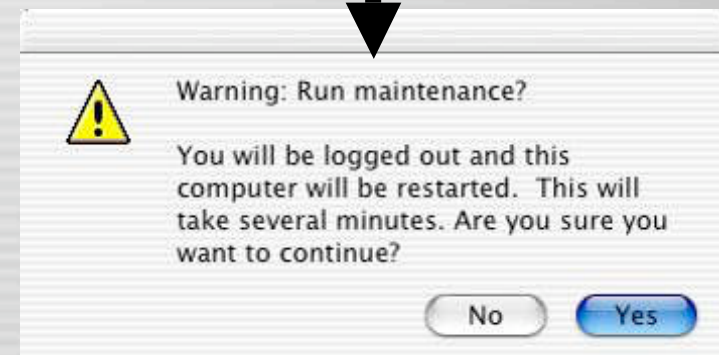 Warning: Run maintenance?
You will be logged out and this
computer will be restarted.  This will
take several minutes. Are you sure you
want to continue?
No
Yes